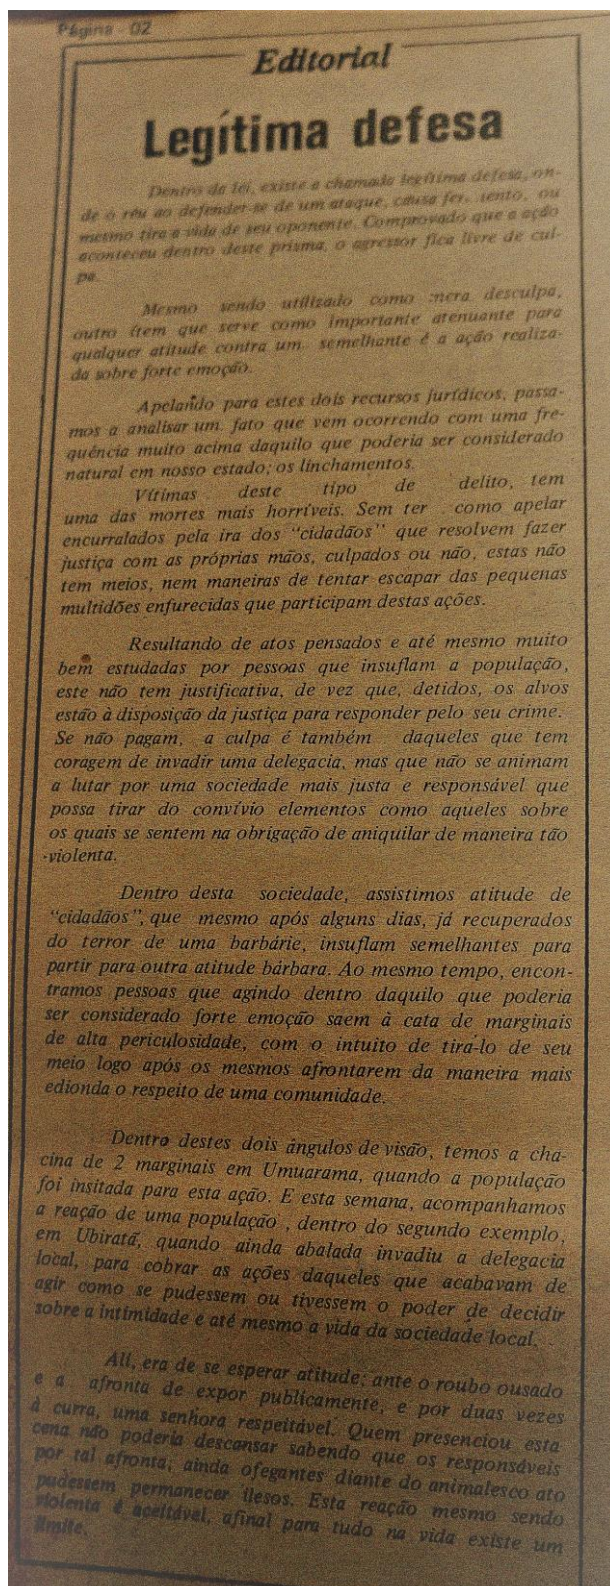 Página 02
Editorial
Legítima defesa
Dentro da lei, existe a chamada legítima defesa, on-
de o réu ao defender-se de um ataque, causa fer. .tento, ou
mesmo tira a vida de seu oponente. Comprovado que a ação
aconteceu dentro deste prisma, o agressor fica livre de cul-
pa.
Mesmo sendo utilizado como mera desculpa,
outro ítem que serve como importante atenuante para
qualquer atitude contra um semelhante é a ação realiza-
da sobre forte emoção.
Apelando para estes dois recursos jurídicos, passa-
mos a analisar um fato que vem ocorrendo com uma fre-
quência muito acima daquilo que poderia ser considerado
natural em nosso estado; os linchamentos.
Vítimas deste tipo de delito, tem
uma das mortes mais horríveis. Sem ter como apelar
encurralados pela ira dos "cidadãos" que resolvem fazer
justiça com as próprias mãos, culpados ou não, estas não
tem meios, nem maneiras de tentar escapar das pequenas
multidões enfurecidas que participam destas ações.
Resultando de atos pensados e até mesmo muito
bem estudadas por pessoas que insuflam a população,
este não tem justificativa, de vez que, detidos, os alvos
estão à disposição da justiça para responder pelo seu crime.
Se não pagam, a culpa é também daqueles que tem
coragem de invadir uma delegacia, mas que não se animam
a lutar por uma sociedade mais justa e responsável que
possa tirar do convívio elementos como aqueles sobre
os quais se sentem na obrigação de aniquilar de maneira tão
violenta.
Dentro desta sociedade, assistimos atitude de
"cidadãos", que mesmo após alguns dias, já recuperados
do terror de uma barbárie, insuflam semelhantes para
partir para outra atitude bárbara. Ao mesmo tempo, encon-
tramos pessoas que agindo dentro daquilo que poderia
ser considerado forte emoção saem à cata de marginais
de alta periculosidade, com o intuito de tirá-lo de seu
meio logo após os mesmos afrontarem da maneira mais
edionda o respeito de uma comunidade.
Dentro destes dois ângulos de visão, temos a cha-
cina de 2 marginais em Umuarama, quando a população
foi insitada para esta ação. E esta semana, acompanhamos
a reação de uma população , dentro do segundo exemplo,
em Ubiratã, quando ainda abalada invadiu a delegacia
local, para cobrar as ações daqueles que acabavam de
agir como se pudessem ou tivessem o poder de decidir
sobre a intimidade e até mesmo a vida da sociedade local.
Ali, era de se esperar atitude; ante o roubo ousado
e a afronta de expor publicamente, e por duas vezes
à curra, uma senhora respeitável. Quem presenciou esta
cena não poderia descansar sabendo que os responsáveis
por tal afronta, ainda ofegantes diante do animalesco ato
pudessem permanecer ilesos. Esta reação mesmo sendo
violenta é aceitável, afinal para tudo na vida existe um
limite.